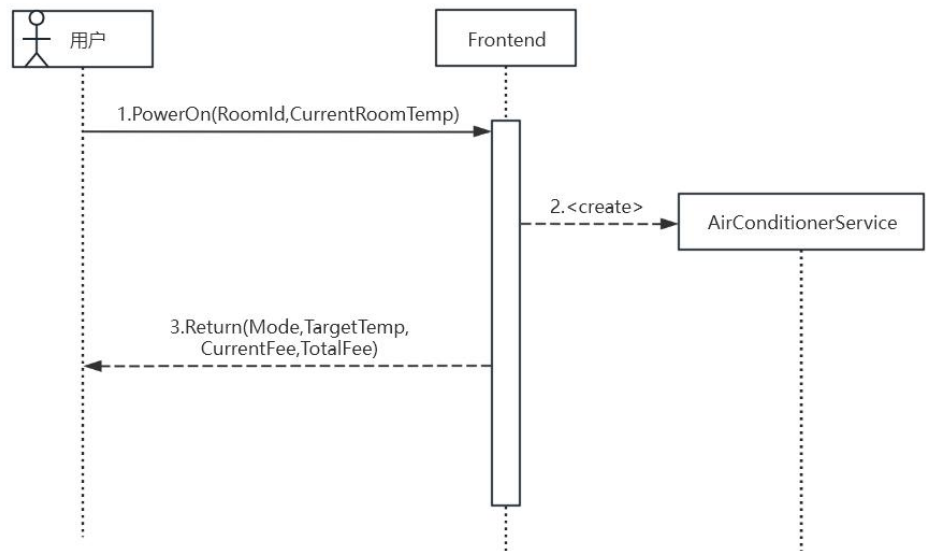 用户
Frontend
1.PowerOn(RoomId,CurrentRoomTemp)
2.<create>
AirConditionerService
3.Return(Mode,TargetTemp,
CurrentFee,TotalFee)